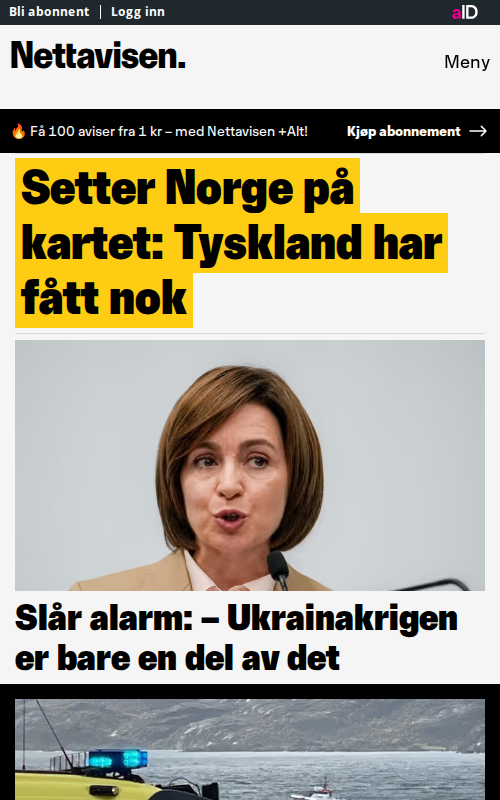 Bli abonnent | Logg inn
aID
Nettavisen.
Meny
🔥 Få 100 aviser fra 1 kr – med Nettavisen +Alt!
Kjøp abonnement →
Setter Norge på
kartet: Tyskland har
fått nok
Slår alarm: – Ukrainakrigen
er bare en del av det